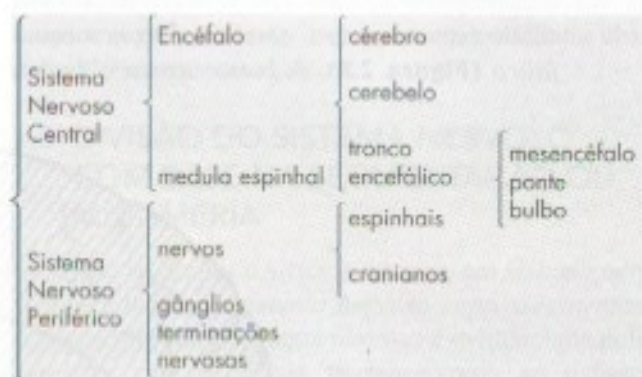 Sistema
Nervoso
Central
Encéfalo
medula espinhal
cérebro
cerebelo
tronco
encefálico
mesencéfalo
ponte
bulbo
Sistema
Nervoso
Periférico
nervos
gânglios
terminações
nervosas
espinhais
cranianos